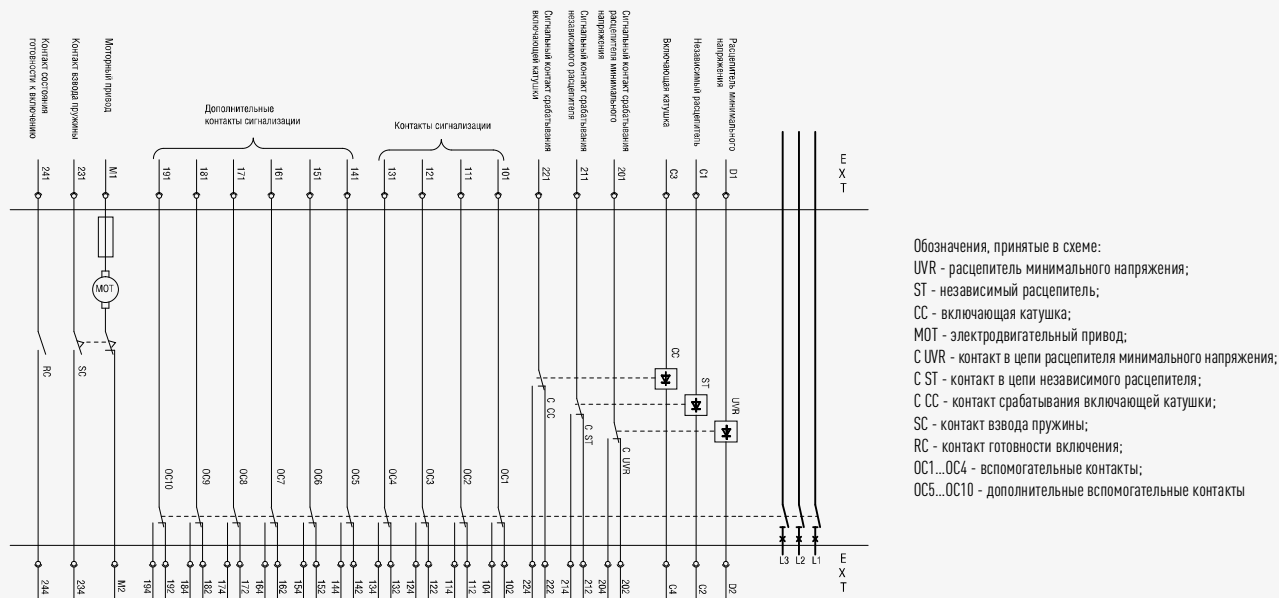 Контакт состояния
готовности к включению
Контакт взвода пружины
Моторный привод
Дополнительные
контакты сигнализации
Контакты сигнализации
Сигнальный контакт срабатывания
включающей катушки
Сигнальный контакт срабатывания
независимого расцепителя
Сигнальный контакт срабатывания
расцепителя минимального
напряжения
Включающая катушка
Независимый расцепитель
Расцепитель минимального
напряжения
241
231
M1
191
181
171
161
151
141
131
121
111
101
221
211
201
C3
C1
D1
EXT
MOT
RC
SC
CC
ST
UVR
C CC
C ST
C UVR
OC10
OC9
OC8
OC7
OC6
OC5
OC4
OC3
OC2
OC1
L3
L2
L1
244
234
M2
194
192
184
182
174
172
164
162
154
152
144
142
134
132
124
122
114
112
104
102
224
222
214
212
204
202
C4
C2
D2
EXT
Обозначения, принятые в схеме:
UVR - расцепитель минимального напряжения;
ST - независимый расцепитель;
CC - включающая катушка;
MOT - электродвигательный привод;
C UVR - контакт в цепи расцепителя минимального напряжения;
C ST - контакт в цепи независимого расцепителя;
C CC - контакт срабатывания включающей катушки;
SC - контакт взвода пружины;
RC - контакт готовности включения;
OC1...OC4 - вспомогательные контакты;
OC5...OC10 - дополнительные вспомогательные контакты